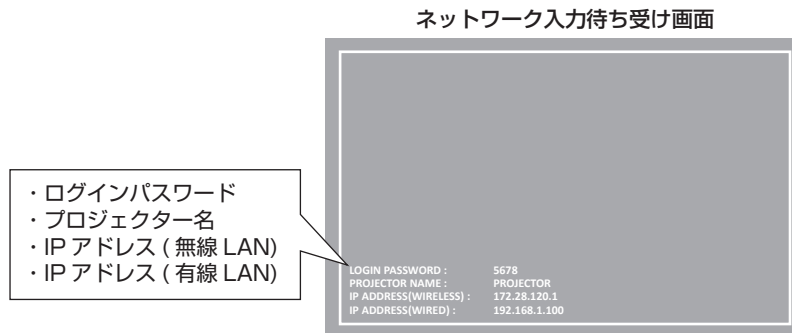 ネットワーク入力待ち受け画面
・ログインパスワード
・プロジェクター名
・IP アドレス ( 無線 LAN)
・IP アドレス ( 有線 LAN)
LOGIN PASSWORD : 5678
PROJECTOR NAME : PROJECTOR
IP ADDRESS(WIRELESS) : 172.28.120.1
IP ADDRESS(WIRED) : 192.168.1.100